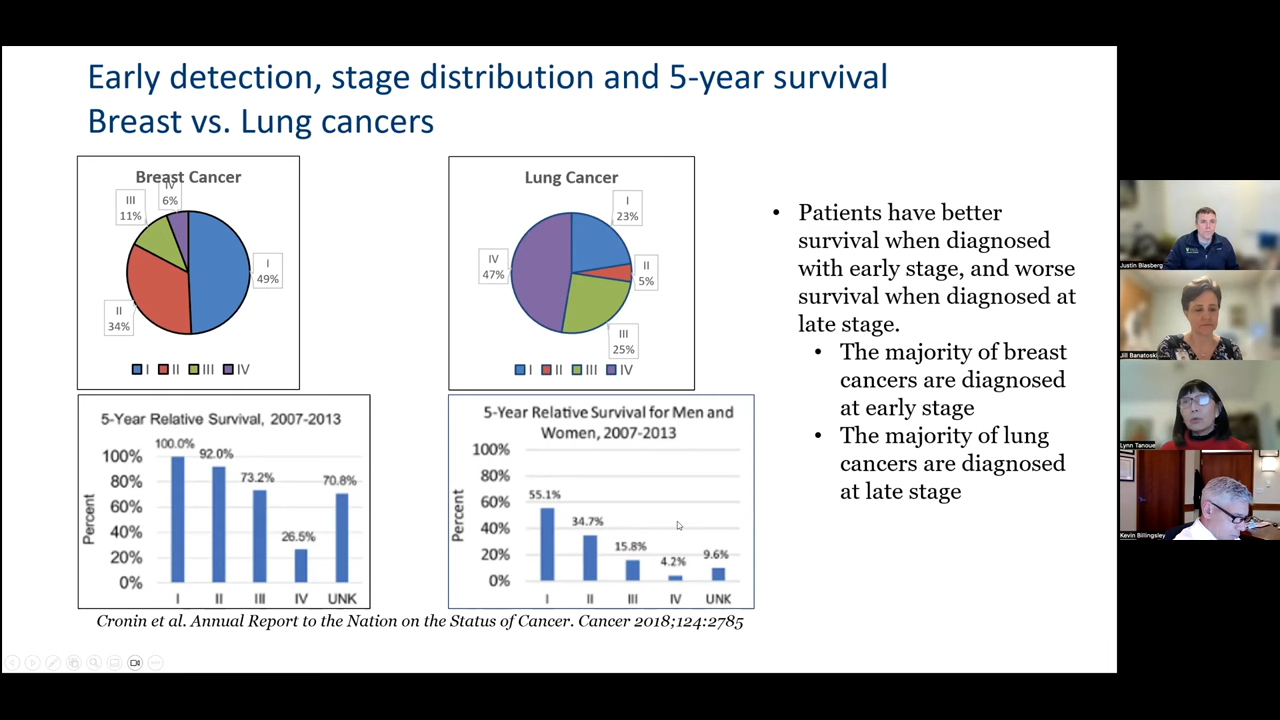 Early detection, stage distribution and 5-year survival
Breast vs. Lung cancers
Breast Cancer
IV
6%
III
11%
I
49%
II
34%
I II III IV
Lung Cancer
I
23%
IV
47%
II
5%
III
25%
I II III IV
5-Year Relative Survival, 2007-2013
Percent
100%
80%
60%
40%
20%
0%
100.0%
92.0%
73.2%
26.5%
70.8%
I II III IV UNK
5-Year Relative Survival for Men and
Women, 2007-2013
Percent
100%
80%
60%
40%
20%
0%
55.1%
34.7%
15.8%
4.2%
9.6%
I II III IV UNK
Cronin et al. Annual Report to the Nation on the Status of Cancer. Cancer 2018;124:2785
• Patients have better
survival when diagnosed
with early stage, and worse
survival when diagnosed at
late stage.
• The majority of breast
cancers are diagnosed
at early stage
• The majority of lung
cancers are diagnosed
at late stage
Justin Blasberg
Jill Banatoski
Lynn Tanoue
Kevin Billingsley